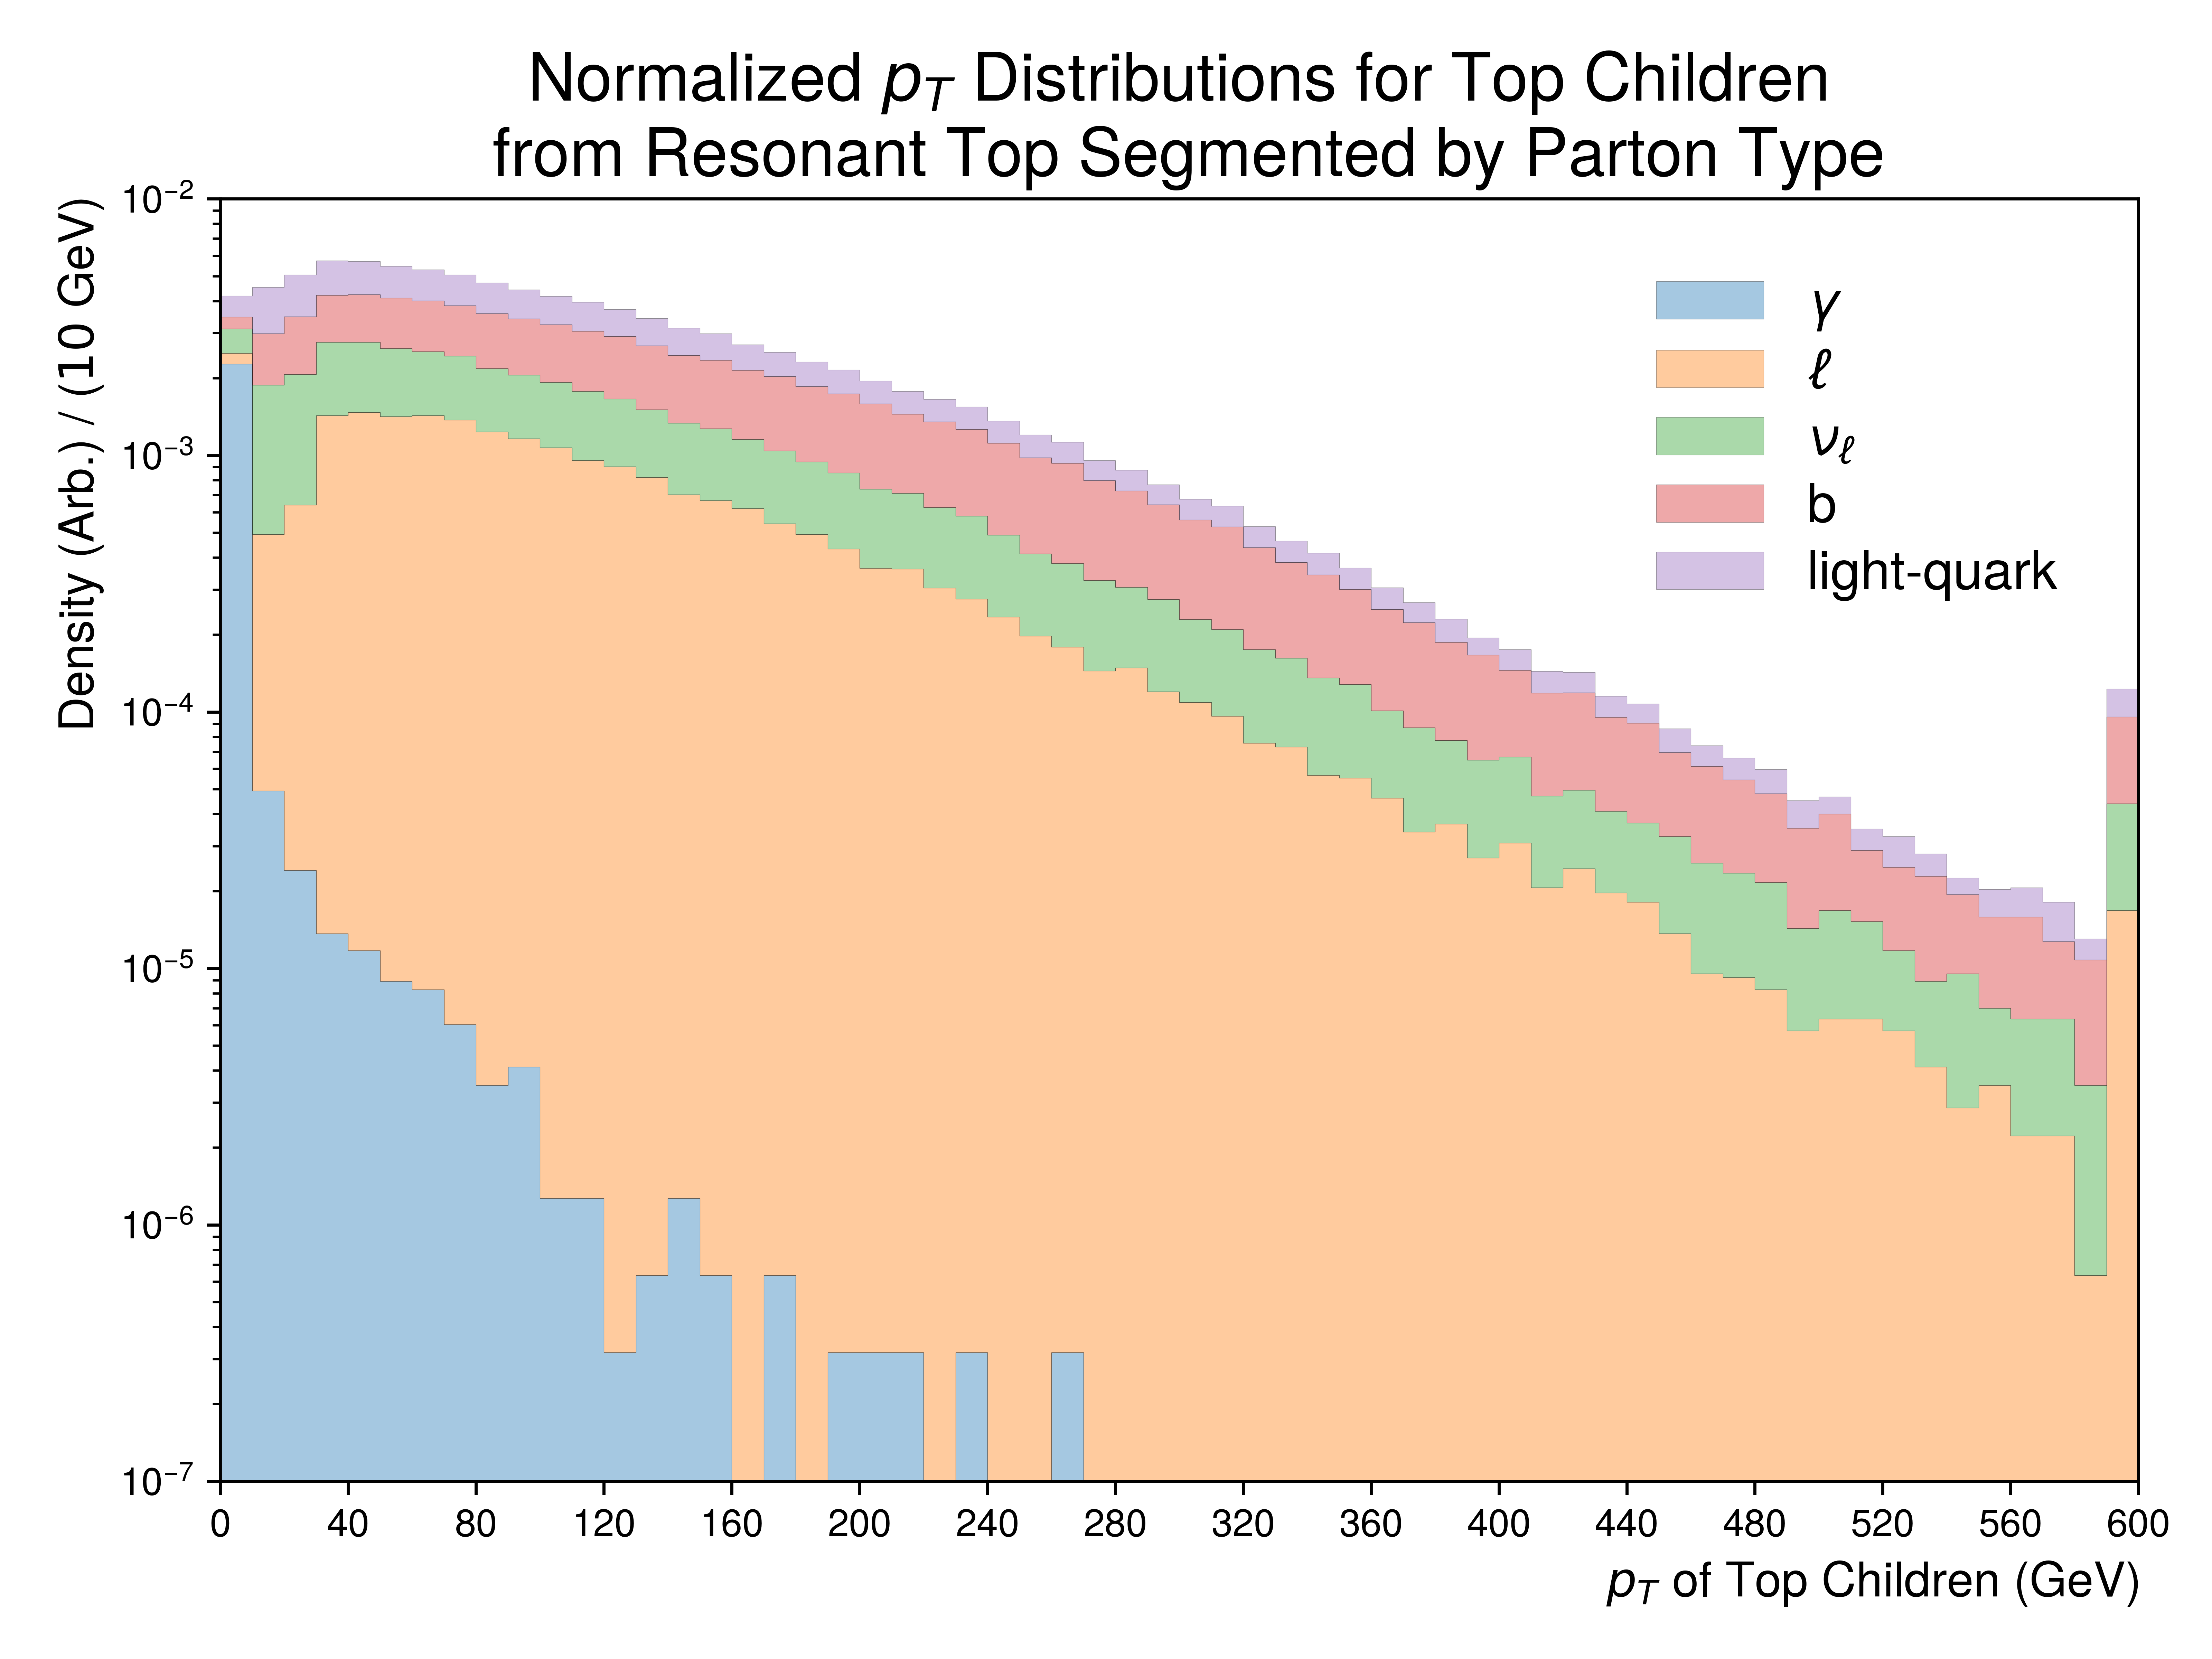 Normalized p_T Distributions for Top Children
from Resonant Top Segmented by Parton Type
Density (Arb.) / (10 GeV)
10⁻²
10⁻³
10⁻⁴
10⁻⁵
10⁻⁶
10⁻⁷
γ
ℓ
ν_ℓ
b
light-quark
0 40 80 120 160 200 240 280 320 360 400 440 480 520 560 600
p_T of Top Children (GeV)